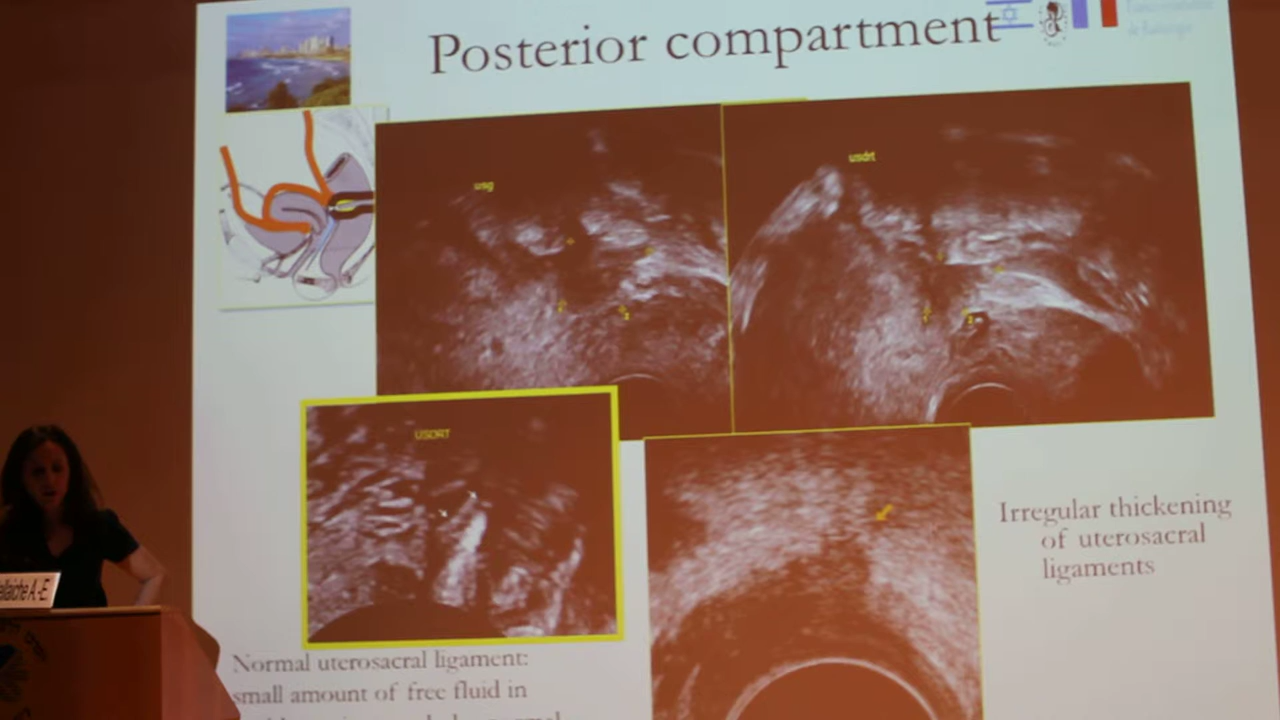 Posterior compartment
usg
usdrt
USDRT
Irregular thickening
of uterosacral
ligaments
Normal uterosacral ligament:
small amount of free fluid in
A.-E.